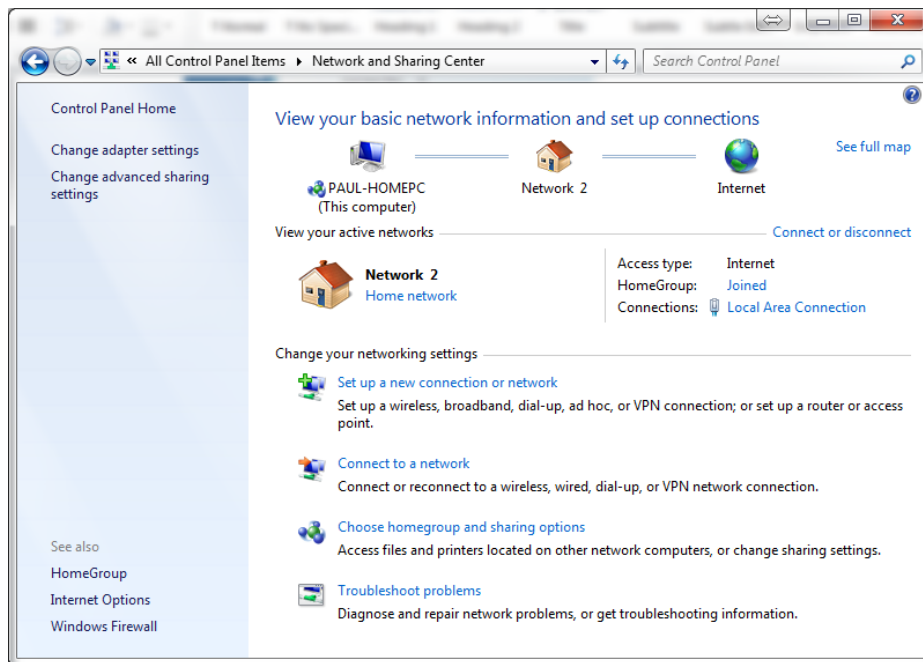 « All Control Panel Items ▸ Network and Sharing Center
Search Control Panel
Control Panel Home
Change adapter settings
Change advanced sharing
settings
See also
HomeGroup
Internet Options
Windows Firewall
View your basic network information and set up connections
See full map
PAUL-HOMEPC
(This computer)
Network 2
Internet
View your active networks
Connect or disconnect
Network 2
Home network
Access type: Internet
HomeGroup: Joined
Connections: Local Area Connection
Change your networking settings
Set up a new connection or network
Set up a wireless, broadband, dial-up, ad hoc, or VPN connection; or set up a router or access
point.
Connect to a network
Connect or reconnect to a wireless, wired, dial-up, or VPN network connection.
Choose homegroup and sharing options
Access files and printers located on other network computers, or change sharing settings.
Troubleshoot problems
Diagnose and repair network problems, or get troubleshooting information.